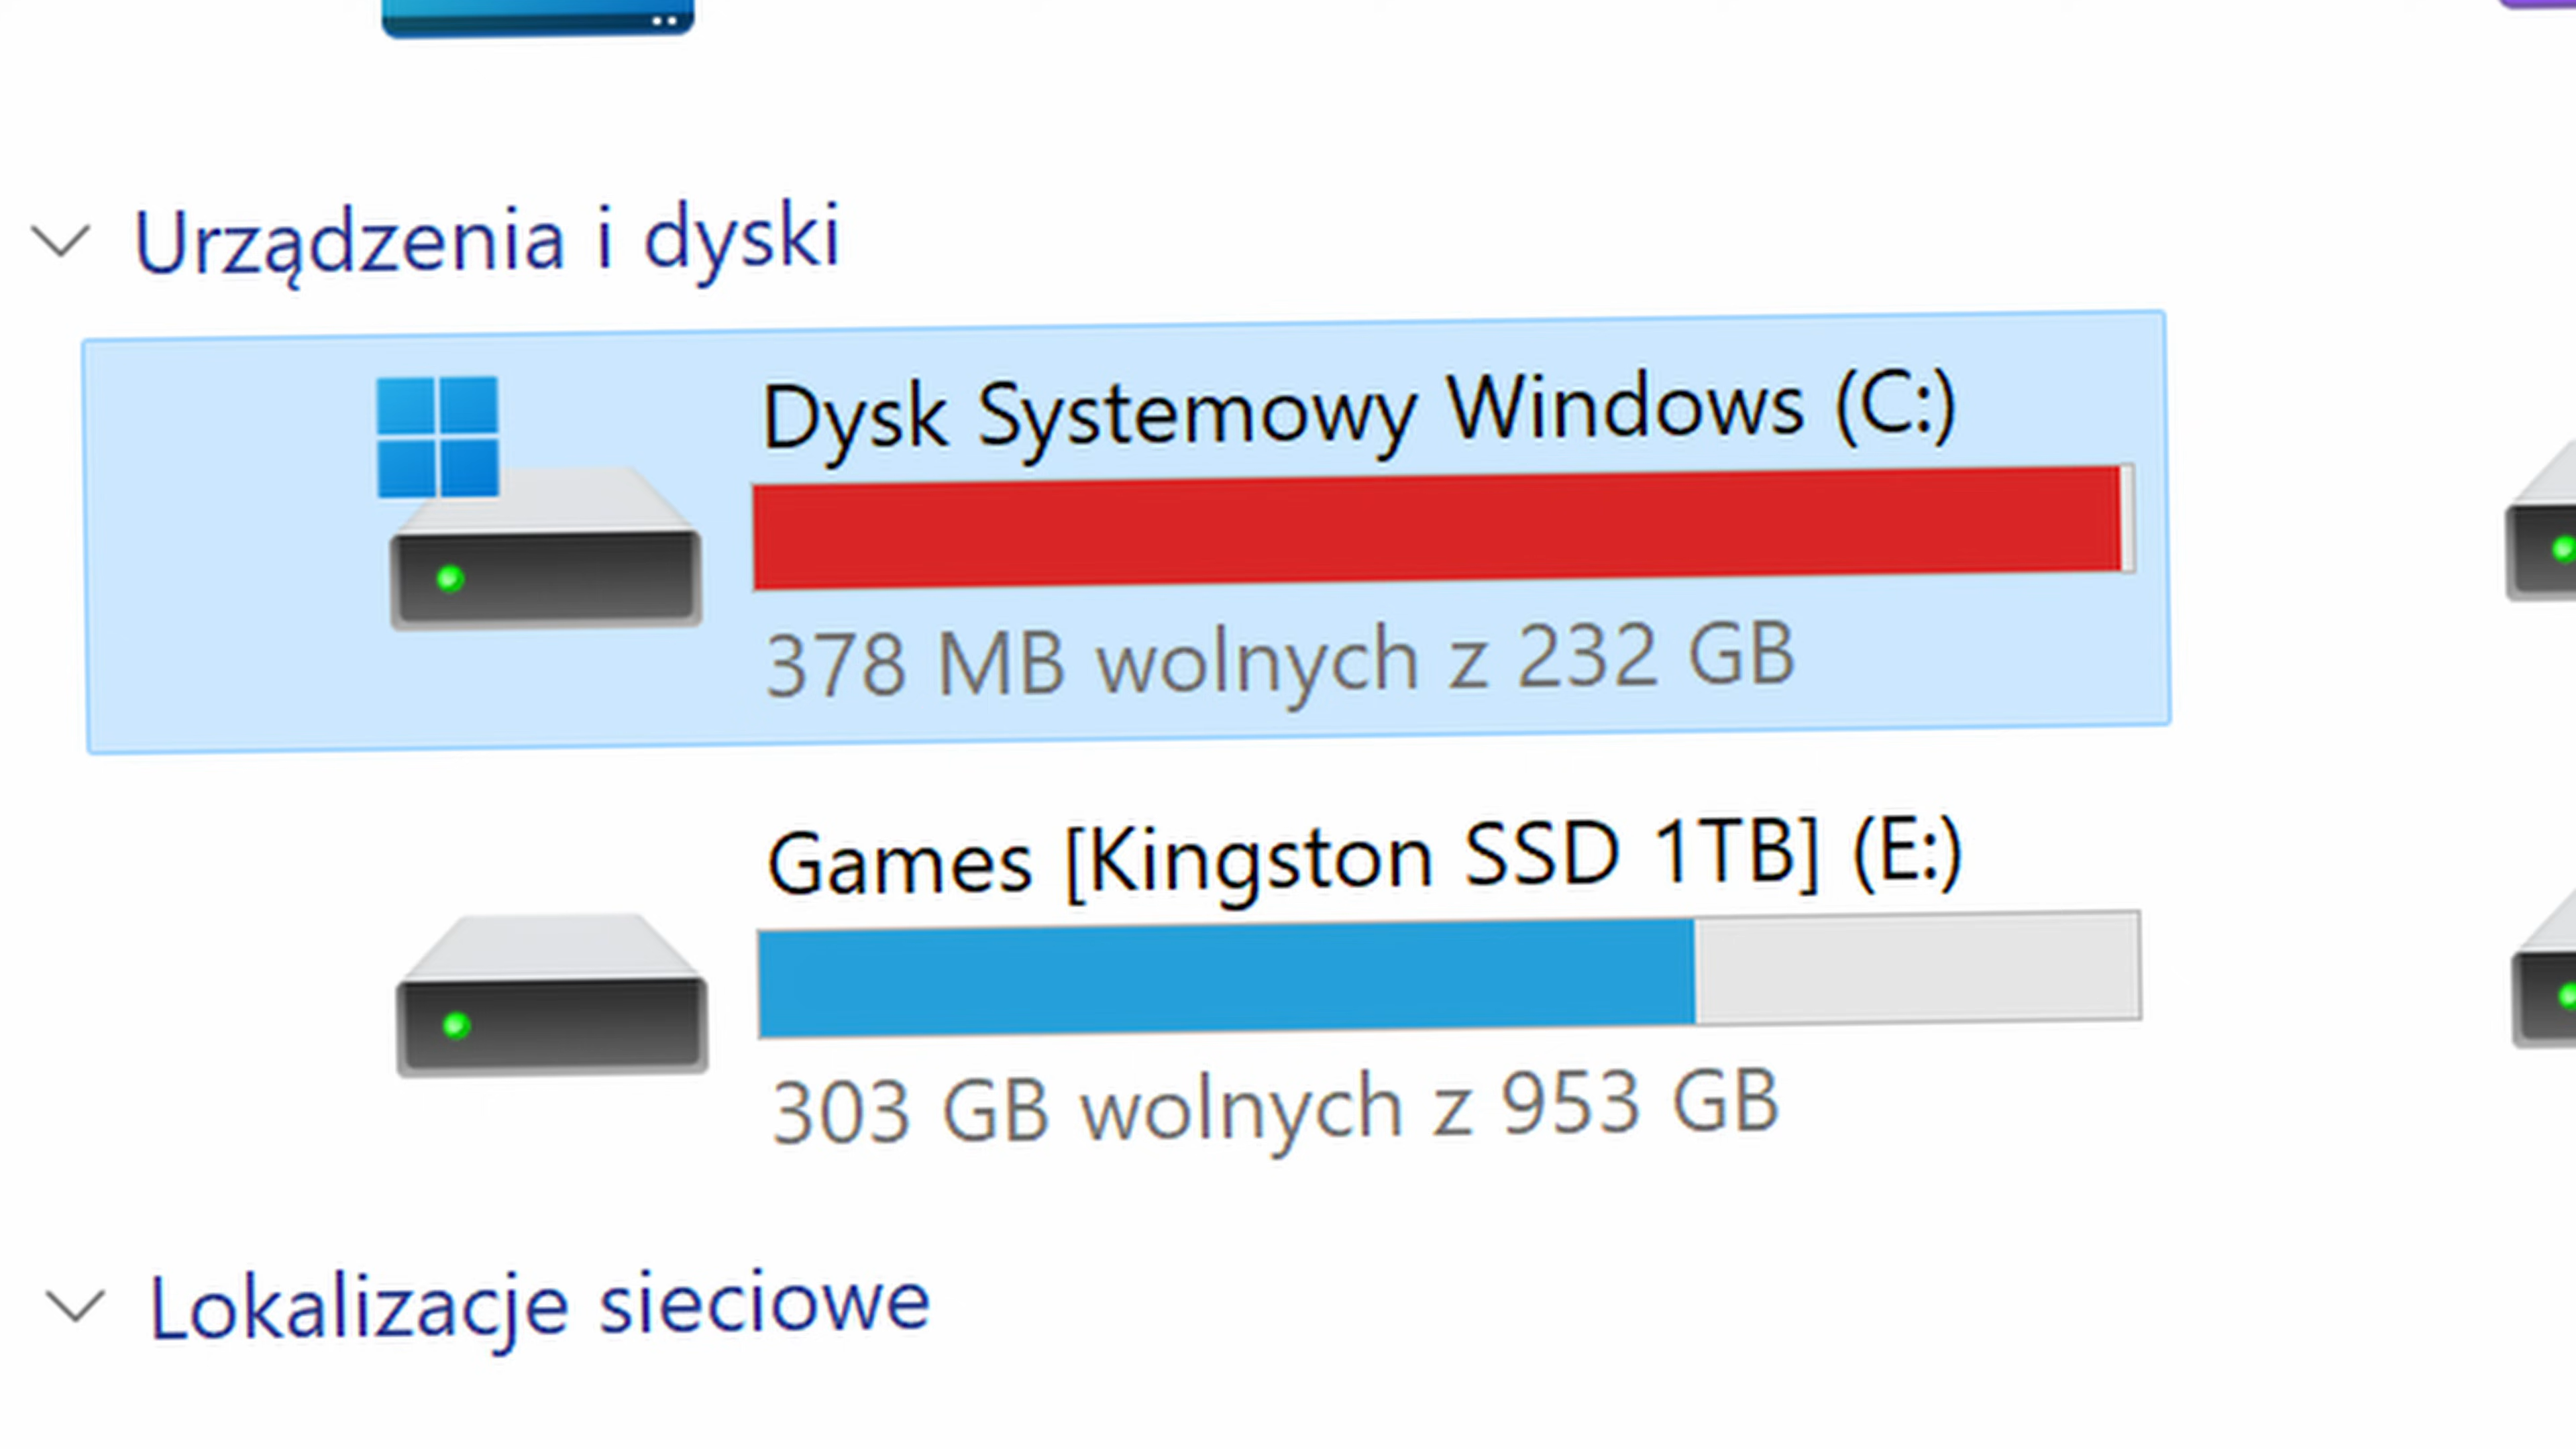 Urządzenia i dyski
Dysk Systemowy Windows (C:)
378 MB wolnych z 232 GB
Games [Kingston SSD 1TB] (E:)
303 GB wolnych z 953 GB
Lokalizacje sieciowe